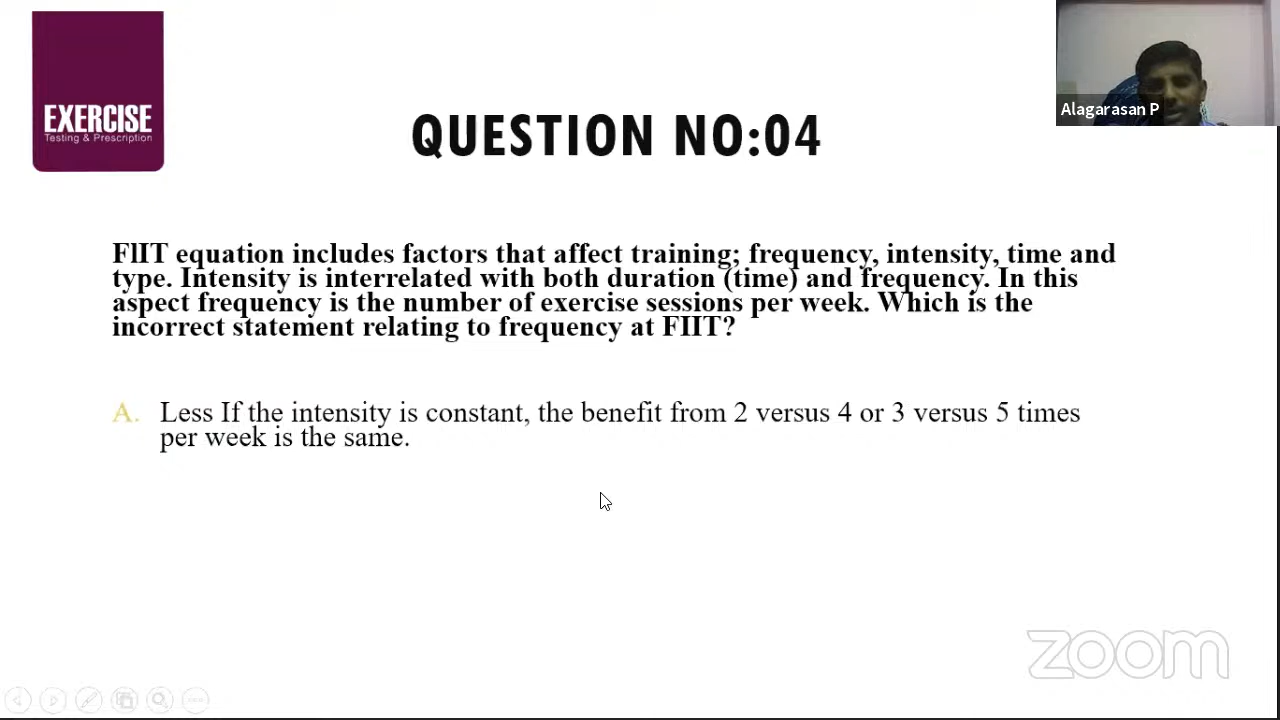 EXERCISE
Testing & Prescription
Alagarasan P
QUESTION NO:04
FIIT equation includes factors that affect training; frequency, intensity, time and
type. Intensity is interrelated with both duration (time) and frequency. In this
aspect frequency is the number of exercise sessions per week. Which is the
incorrect statement relating to frequency at FIIT?
A. Less If the intensity is constant, the benefit from 2 versus 4 or 3 versus 5 times
per week is the same.
zoom